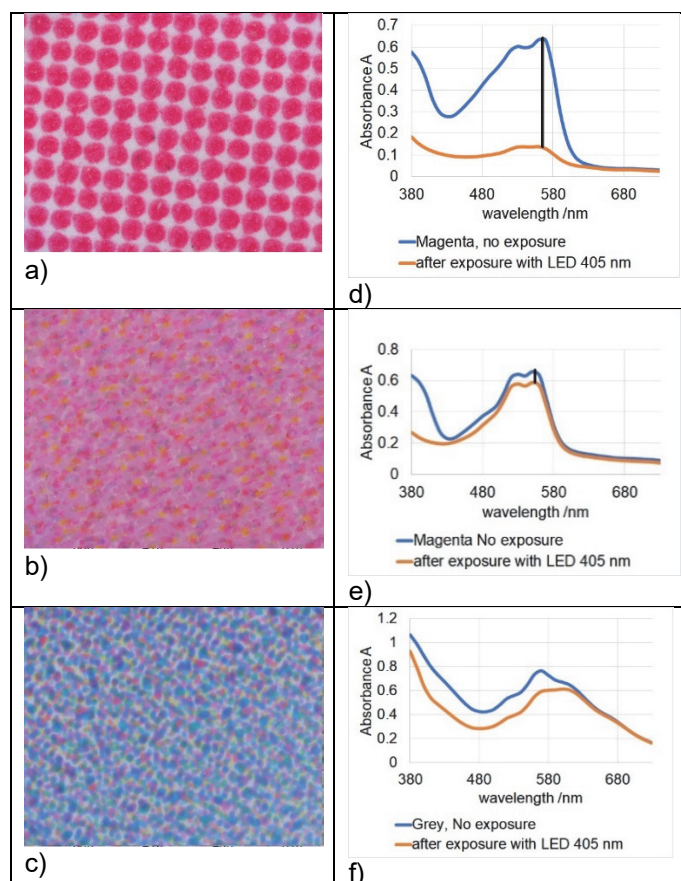 a)
0.7
0.6
0.5
0.4
0.3
0.2
0.1
0
Absorbance A
380 480 580 680
wavelength /nm
Magenta, no exposure
after exposure with LED 405 nm
d)
b)
0.8
0.6
0.4
0.2
0
Absorbance A
380 480 580 680
wavelength /nm
Magenta No exposure
after exposure with LED 405 nm
e)
c)
1.2
1
0.8
0.6
0.4
0.2
0
Absorbance A
380 480 580 680
wavelength /nm
Grey, No exposure
after exposure with LED 405 nm
f)